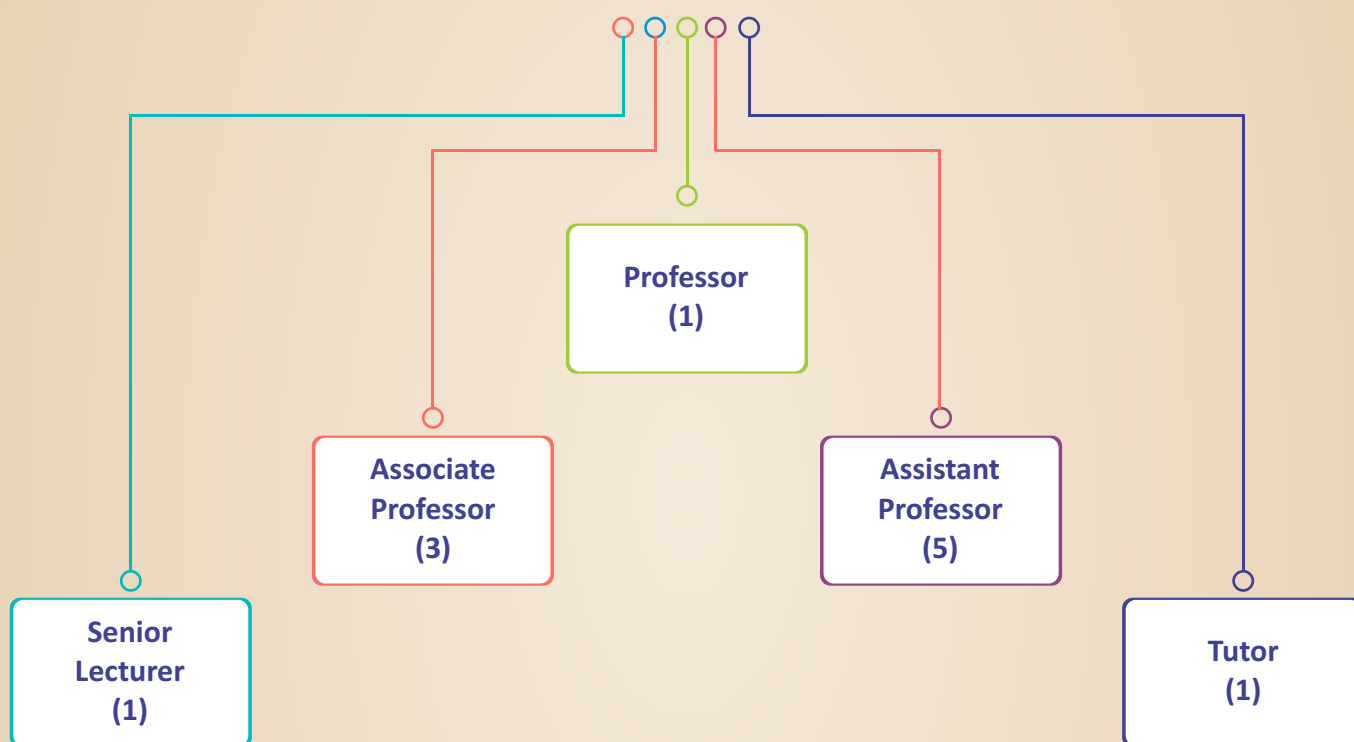 Professor
(1)
Associate
Professor
(3)
Assistant
Professor
(5)
Senior
Lecturer
(1)
Tutor
(1)